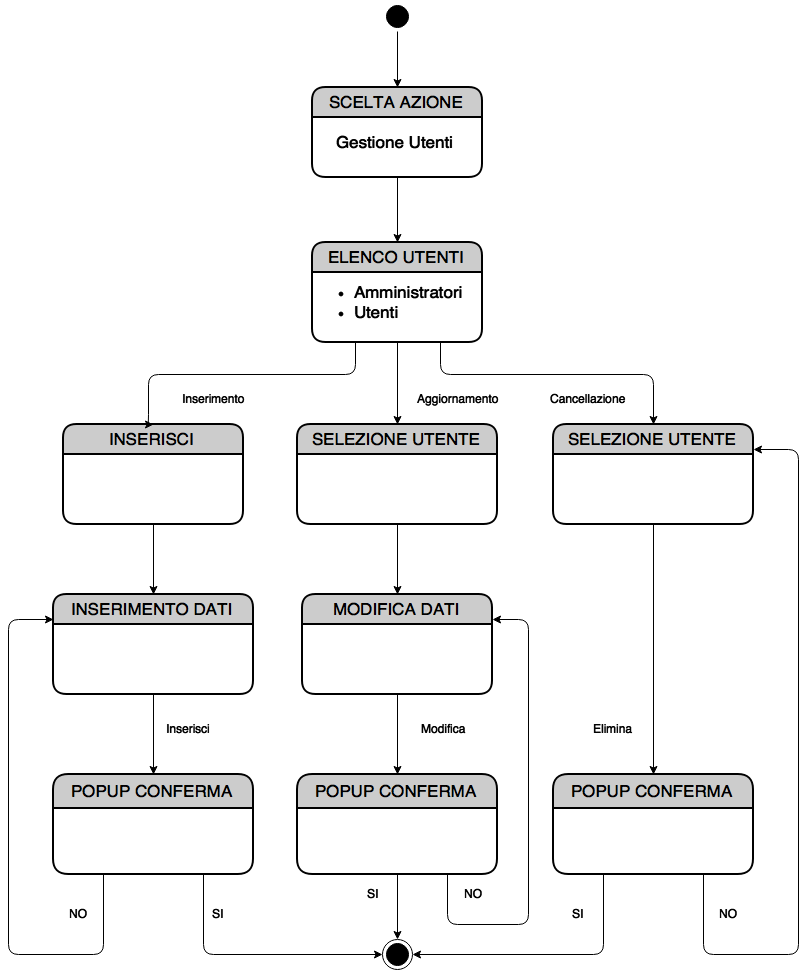 SCELTA AZIONE
Gestione Utenti
ELENCO UTENTI
• Amministratori
• Utenti
Inserimento
Aggiornamento
Cancellazione
INSERISCI
SELEZIONE UTENTE
SELEZIONE UTENTE
INSERIMENTO DATI
MODIFICA DATI
Inserisci
Modifica
Elimina
POPUP CONFERMA
POPUP CONFERMA
POPUP CONFERMA
NO
SI
SI
NO
SI
NO